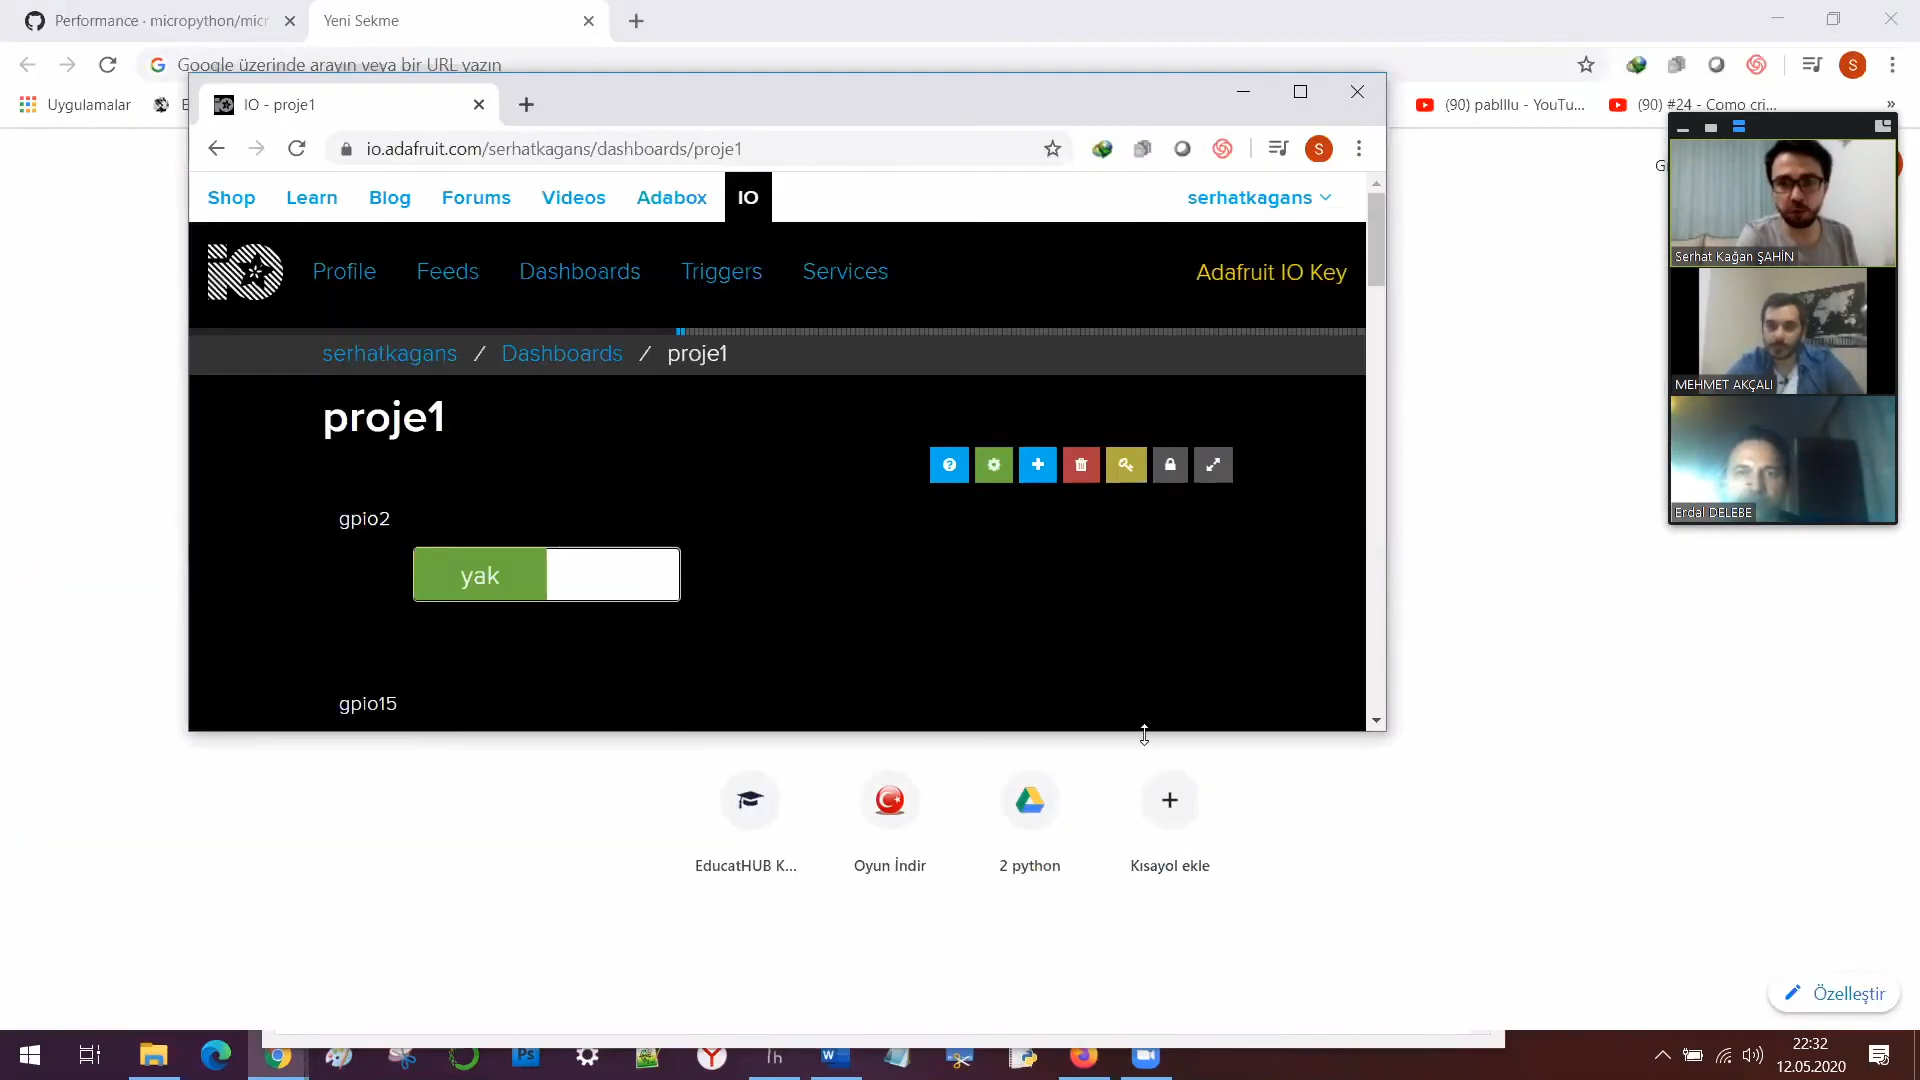 Performance · micropython/micr
Yeni Sekme
Google üzerinde arayın veya bir URL yazın
S
Uygulamalar
E
(90) pablllu - YouTu...
(90) #24 - Como cri...
»
IO - proje1
io.adafruit.com/serhatkagans/dashboards/proje1
S
Shop
Learn
Blog
Forums
Videos
Adabox
IO
serhatkagans
Profile
Feeds
Dashboards
Triggers
Services
Adafruit IO Key
serhatkagans / Dashboards / proje1
proje1
gpio2
yak
gpio15
G
Serhat Kağan ŞAHİN
MEHMET AKÇALI
Erdal DELEBE
EducatHUB K...
Oyun İndir
2 python
Kısayol ekle
Özelleştir
22:32
12.05.2020